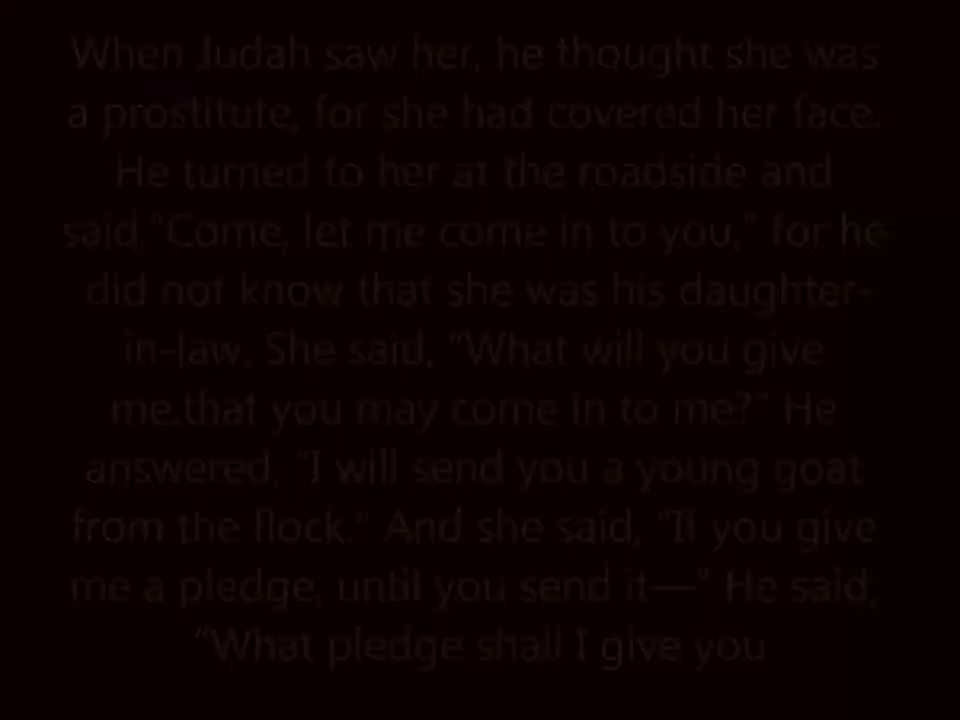 When Judah saw her, he thought she was
a prostitute, for she had covered her face.
He turned to her at the roadside and
said, "Come, let me come in to you," for he
did not know that she was his daughter-
in-law. She said, "What will you give
me, that you may come in to me?" He
answered, "I will send you a young goat
from the flock." And she said, "If you give
me a pledge, until you send it—" He said,
"What pledge shall I give you